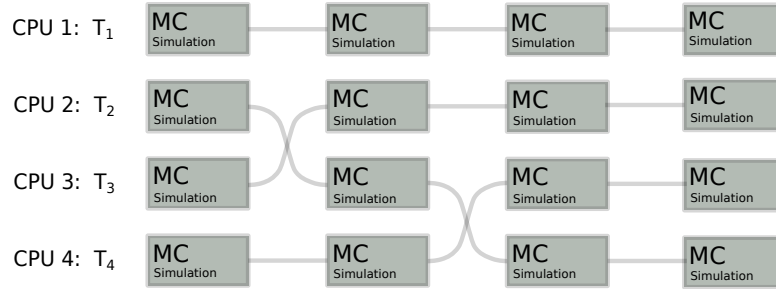 CPU 1: T1 MC MC MC MC
Simulation Simulation Simulation Simulation
CPU 2: T2 MC MC MC MC
Simulation Simulation Simulation Simulation
CPU 3: T3 MC MC MC MC
Simulation Simulation Simulation Simulation
CPU 4: T4 MC MC MC MC
Simulation Simulation Simulation Simulation